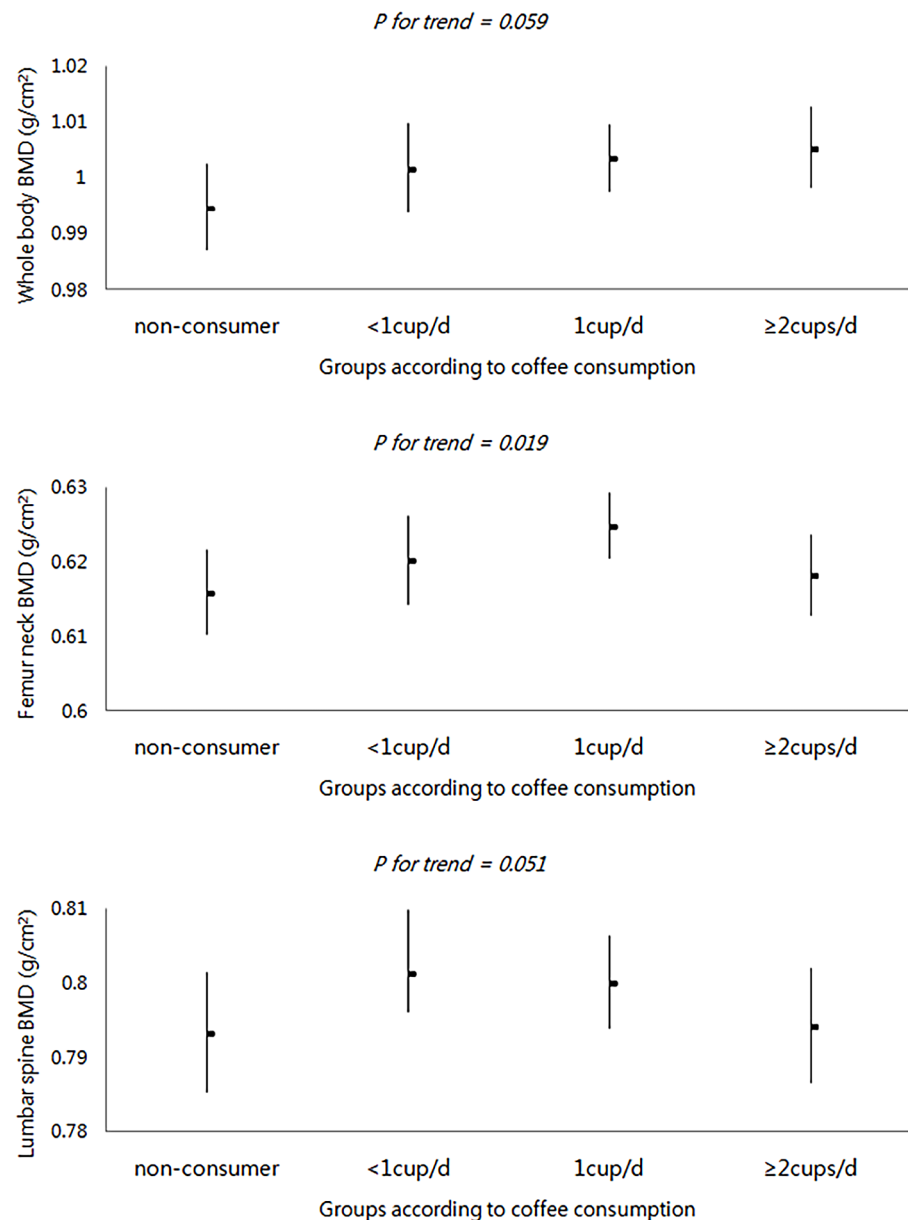 P for trend = 0.059
Whole body BMD (g/cm²)
1.02
1.01
1
0.99
0.98
non-consumer <1cup/d 1cup/d ≥2cups/d
Groups according to coffee consumption
P for trend = 0.019
Femur neck BMD (g/cm²)
0.63
0.62
0.61
0.6
non-consumer <1cup/d 1cup/d ≥2cups/d
Groups according to coffee consumption
P for trend = 0.051
Lumbar spine BMD (g/cm²)
0.81
0.8
0.79
0.78
non-consumer <1cup/d 1cup/d ≥2cups/d
Groups according to coffee consumption